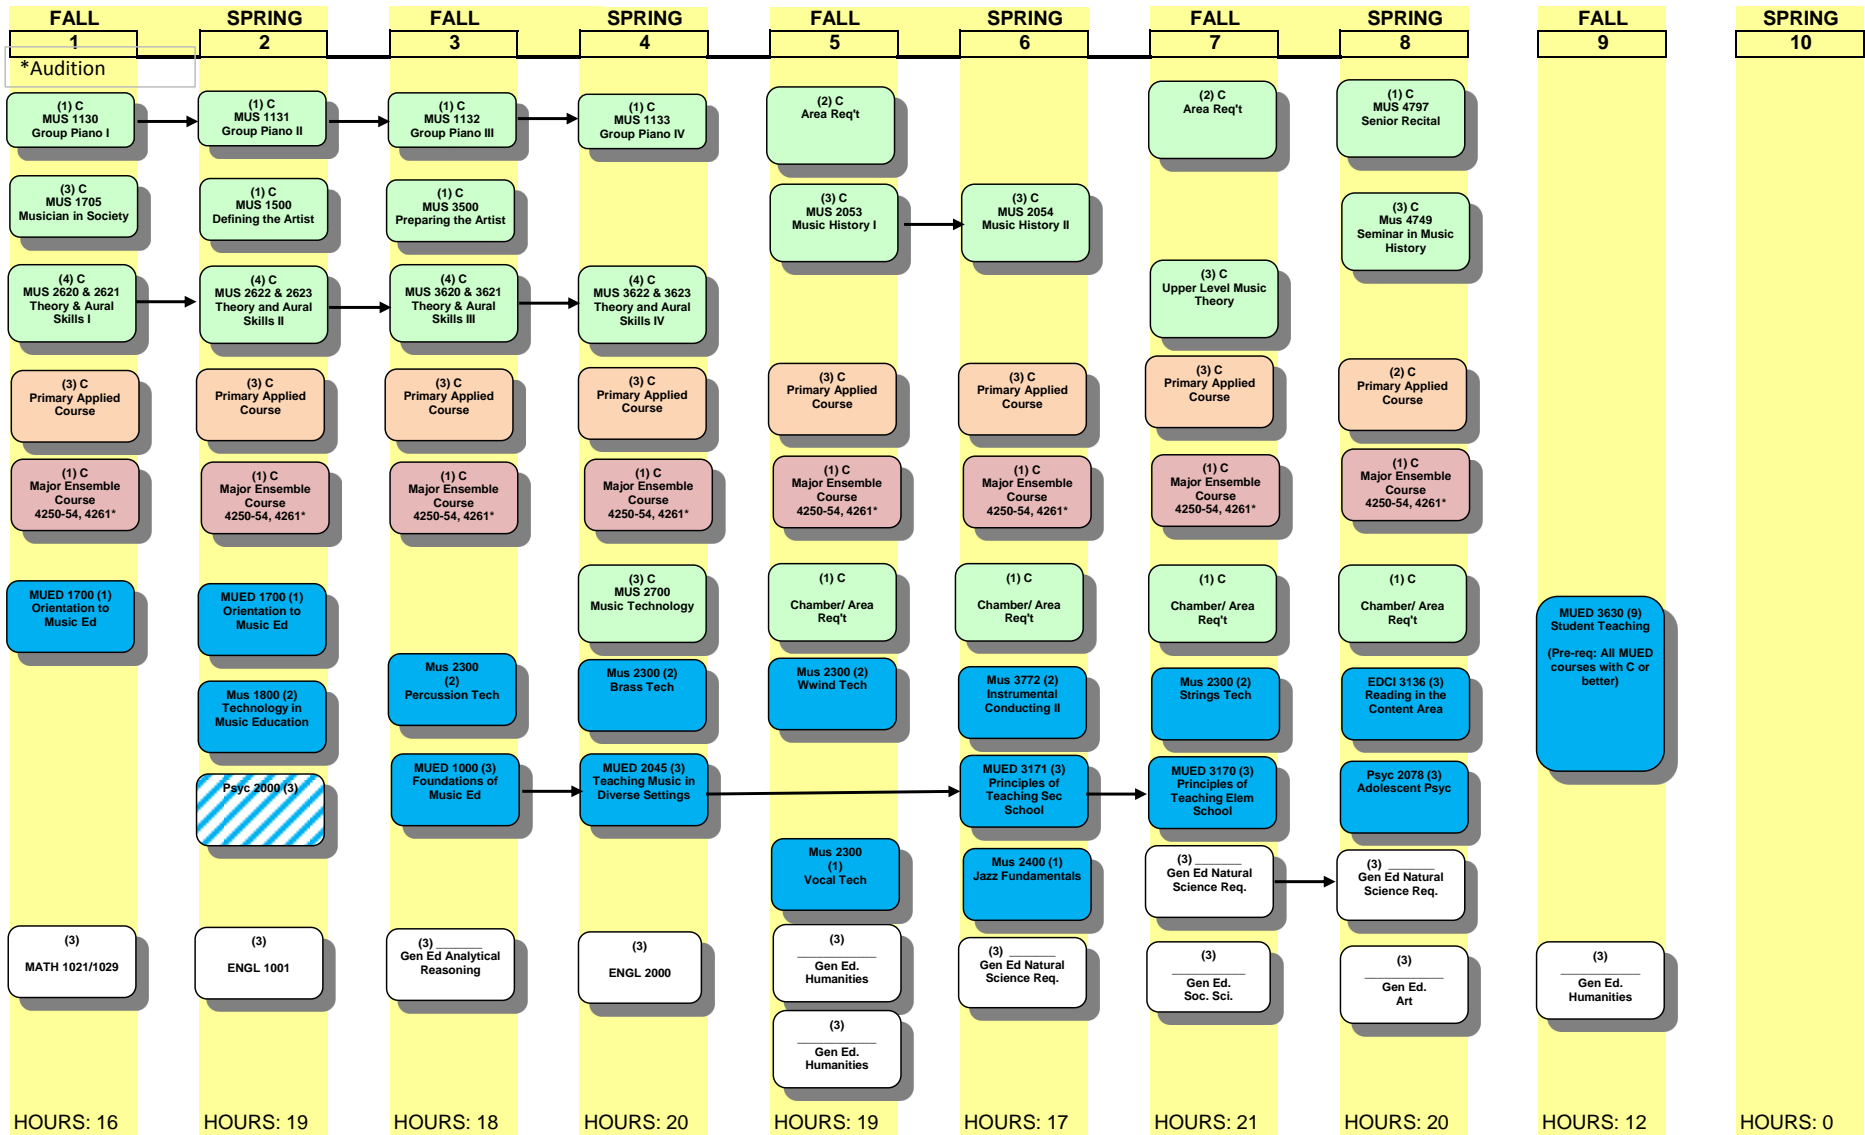 FALL
SPRING
FALL
SPRING
FALL
SPRING
FALL
SPRING
FALL
SPRING
1
2
3
4
5
6
7
8
9
10
*Audition
(1) C
MUS 1130
Group Piano I
(1) C
MUS 1131
Group Piano II
(1) C
MUS 1132
Group Piano III
(1) C
MUS 1133
Group Piano IV
(2) C
Area Req't
(2) C
Area Req't
(1) C
MUS 4797
Senior Recital
(3) C
MUS 1705
Musician in Society
(1) C
MUS 1500
Defining the Artist
(1) C
MUS 3500
Preparing the Artist
(3) C
MUS 2053
Music History I
(3) C
MUS 2054
Music History II
(3) C
Mus 4749
Seminar in Music
History
(4) C
MUS 2620 & 2621
Theory & Aural
Skills I
(4) C
MUS 2622 & 2623
Theory and Aural
Skills II
(4) C
MUS 3620 & 3621
Theory & Aural
Skills III
(4) C
MUS 3622 & 3623
Theory and Aural
Skills IV
(3) C
Upper Level Music
Theory
(3) C
Primary Applied
Course
(3) C
Primary Applied
Course
(3) C
Primary Applied
Course
(3) C
Primary Applied
Course
(3) C
Primary Applied
Course
(3) C
Primary Applied
Course
(3) C
Primary Applied
Course
(2) C
Primary Applied
Course
(1) C
Major Ensemble
Course
4250-54, 4261*
(1) C
Major Ensemble
Course
4250-54, 4261*
(1) C
Major Ensemble
Course
4250-54, 4261*
(1) C
Major Ensemble
Course
4250-54, 4261*
(1) C
Major Ensemble
Course
4250-54, 4261*
(1) C
Major Ensemble
Course
4250-54, 4261*
(1) C
Major Ensemble
Course
4250-54, 4261*
(1) C
Major Ensemble
Course
4250-54, 4261*
MUED 1700 (1)
Orientation to
Music Ed
MUED 1700 (1)
Orientation to
Music Ed
(3) C
MUS 2700
Music Technology
(1) C
Chamber/ Area
Req't
(1) C
Chamber/ Area
Req't
(1) C
Chamber/ Area
Req't
(1) C
Chamber/ Area
Req't
MUED 3630 (9)
Student Teaching
(Pre-req: All MUED
courses with C or
better)
Mus 1800 (2)
Technology in
Music Education
Mus 2300
(2)
Percussion Tech
Mus 2300 (2)
Brass Tech
Mus 2300 (2)
Wwind Tech
Mus 3772 (2)
Instrumental
Conducting II
Mus 2300 (2)
Strings Tech
EDCI 3136 (3)
Reading in the
Content Area
Psyc 2000 (3)
MUED 1000 (3)
Foundations of
Music Ed
MUED 2045 (3)
Teaching Music in
Diverse Settings
MUED 3171 (3)
Principles of
Teaching Sec
School
MUED 3170 (3)
Principles of
Teaching Elem
School
Psyc 2078 (3)
Adolescent Psyc
Mus 2300
(1)
Vocal Tech
Mus 2400 (1)
Jazz Fundamentals
(3) _______
Gen Ed Natural
Science Req.
(3) _______
Gen Ed Natural
Science Req.
(3)
MATH 1021/1029
(3)
ENGL 1001
(3) _______
Gen Ed Analytical
Reasoning
(3)
ENGL 2000
(3)
____________
Gen Ed.
Humanities
(3) _______
Gen Ed Natural
Science Req.
(3)
___________
Gen Ed.
Soc. Sci.
(3)
____________
Gen Ed.
Art
(3)
___________
Gen Ed.
Humanities
(3)
____________
Gen Ed.
Humanities
HOURS: 16
HOURS: 19
HOURS: 18
HOURS: 20
HOURS: 19
HOURS: 17
HOURS: 21
HOURS: 20
HOURS: 12
HOURS: 0